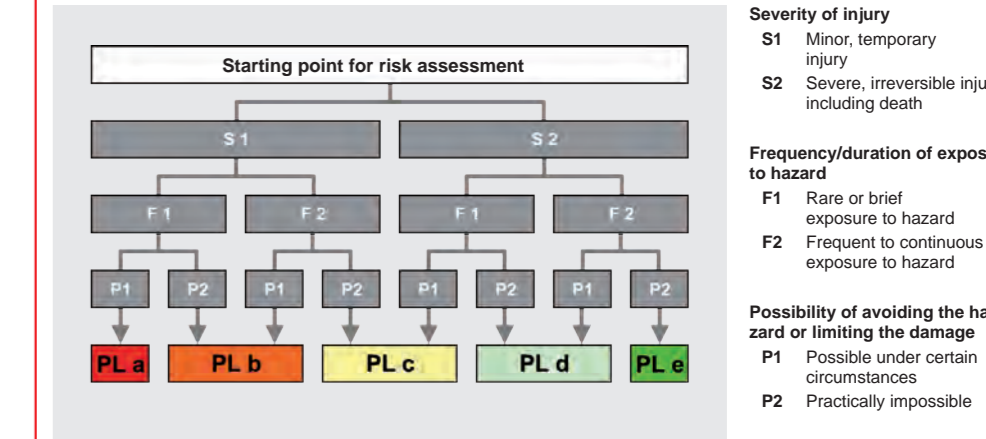 Starting point for risk assessment
S 1 S 2
F 1 F 2 F 1 F 2
P1 P2 P1 P2 P1 P2 P1 P2
PL a PL b PL c PL d PL e
Severity of injury
S1 Minor, temporary
injury
S2 Severe, irreversible inju
including death
Frequency/duration of expos
to hazard
F1 Rare or brief
exposure to hazard
F2 Frequent to continuous
exposure to hazard
Possibility of avoiding the ha
zard or limiting the damage
P1 Possible under certain
circumstances
P2 Practically impossible